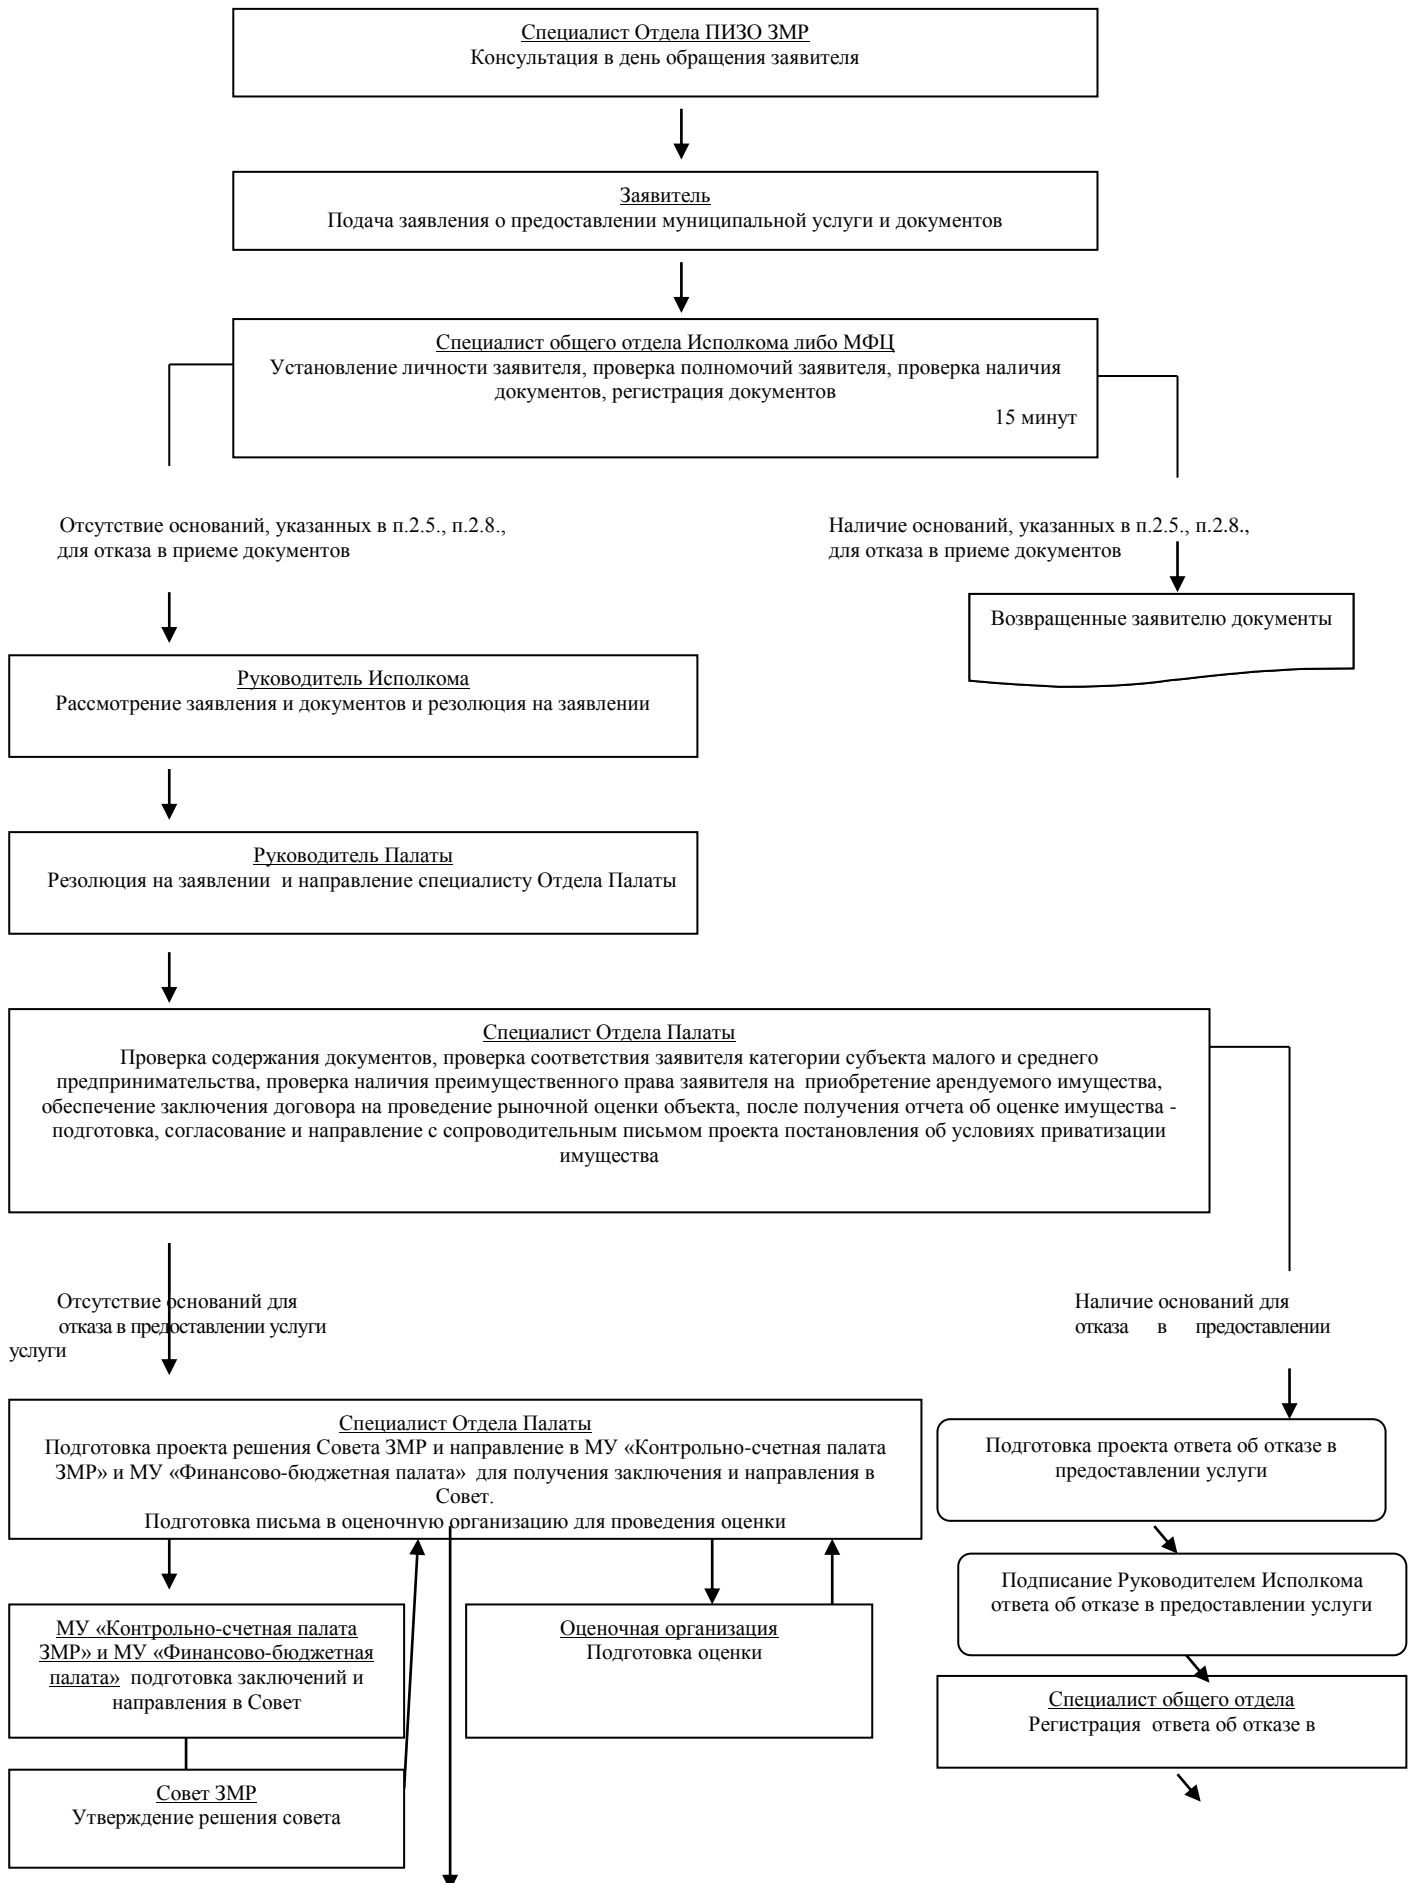 Специалист Отдела ПИЗО ЗМР
Консультация в день обращения заявителя
Заявитель
Подача заявления о предоставлении муниципальной услуги и документов
Специалист общего отдела Исполкома либо МФЦ
Установление личности заявителя, проверка полномочий заявителя, проверка наличия
документов, регистрация документов
15 минут
Отсутствие оснований, указанных в п.2.5., п.2.8.,
для отказа в приеме документов
Наличие оснований, указанных в п.2.5., п.2.8.,
для отказа в приеме документов
Возвращенные заявителю документы
Руководитель Исполкома
Рассмотрение заявления и документов и резолюция на заявлении
Руководитель Палаты
Резолюция на заявлении и направление специалисту Отдела Палаты
Специалист Отдела Палаты
Проверка содержания документов, проверка соответствия заявителя категории субъекта малого и среднего
предпринимательства, проверка наличия преимущественного права заявителя на приобретение арендуемого имущества,
обеспечение заключения договора на проведение рыночной оценки объекта, после получения отчета об оценке имущества -
подготовка, согласование и направление с сопроводительным письмом проекта постановления об условиях приватизации
имущества
Отсутствие оснований для
отказа в предоставлении услуги
услуги
Наличие оснований для
отказа в предоставлении
Специалист Отдела Палаты
Подготовка проекта решения Совета ЗМР и направление в МУ «Контрольно-счетная палата
ЗМР» и МУ «Финансово-бюджетная палата» для получения заключения и направления в
Совет.
Подготовка письма в оценочную организацию для проведения оценки
Подготовка проекта ответа об отказе в
предоставлении услуги
Подписание Руководителем Исполкома
ответа об отказе в предоставлении услуги
МУ «Контрольно-счетная палата
ЗМР» и МУ «Финансово-бюджетная
палата» подготовка заключений и
направления в Совет
Оценочная организация
Подготовка оценки
Специалист общего отдела
Регистрация ответа об отказе в
Совет ЗМР
Утверждение решения совета